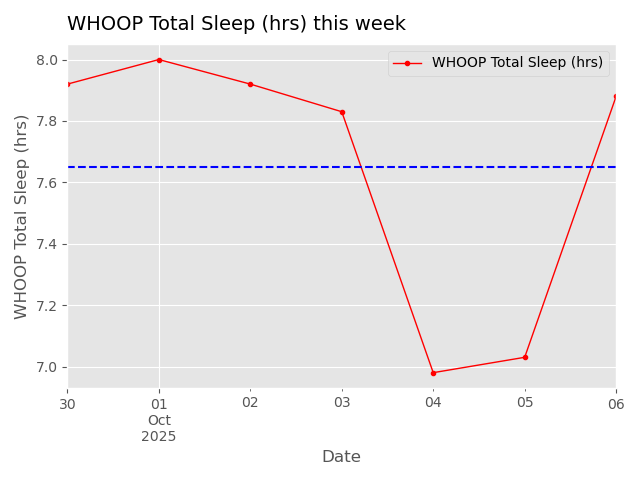 WHOOP Total Sleep (hrs) this week
WHOOP Total Sleep (hrs)
WHOOP Total Sleep (hrs)
8.0
7.8
7.6
7.4
7.2
7.0
30 01 02 03 04 05 06
Oct
2025
Date